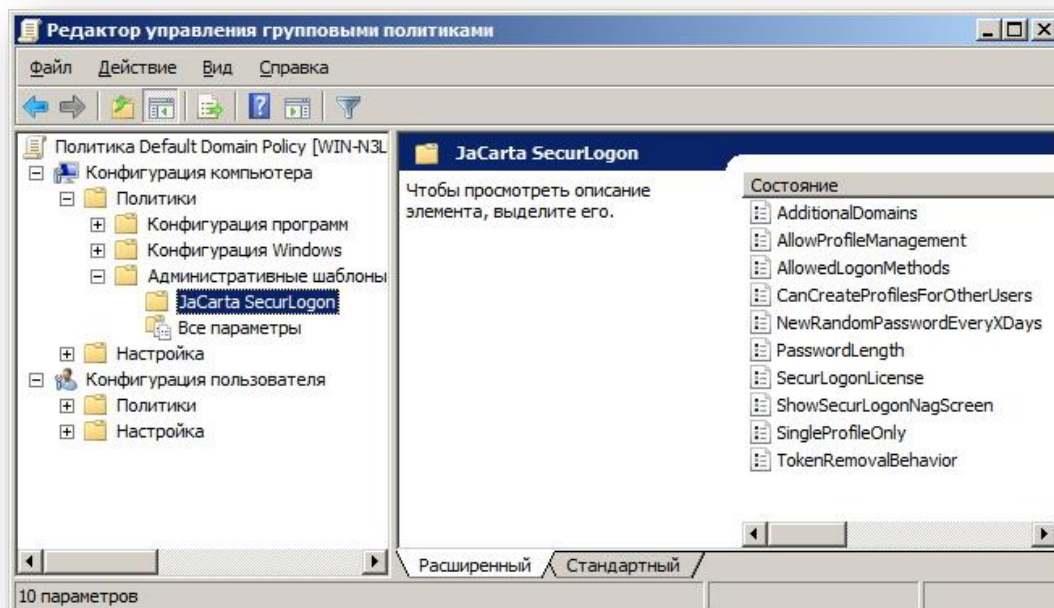 Редактор управления групповыми политиками
Файл Действие Вид Справка
Политика Default Domain Policy [WIN-N3L
Конфигурация компьютера
Политики
Конфигурация программ
Конфигурация Windows
Административные шаблоны
JaCarta SecurLogon
Все параметры
Настройка
Конфигурация пользователя
Политики
Настройка
JaCarta SecurLogon
Чтобы просмотреть описание
элемента, выделите его.
Состояние
AdditionalDomains
AllowProfileManagement
AllowedLogonMethods
CanCreateProfilesForOtherUsers
NewRandomPasswordEveryXDays
PasswordLength
SecurLogonLicense
ShowSecurLogonNagScreen
SingleProfileOnly
TokenRemovalBehavior
Расширенный Стандартный
10 параметров